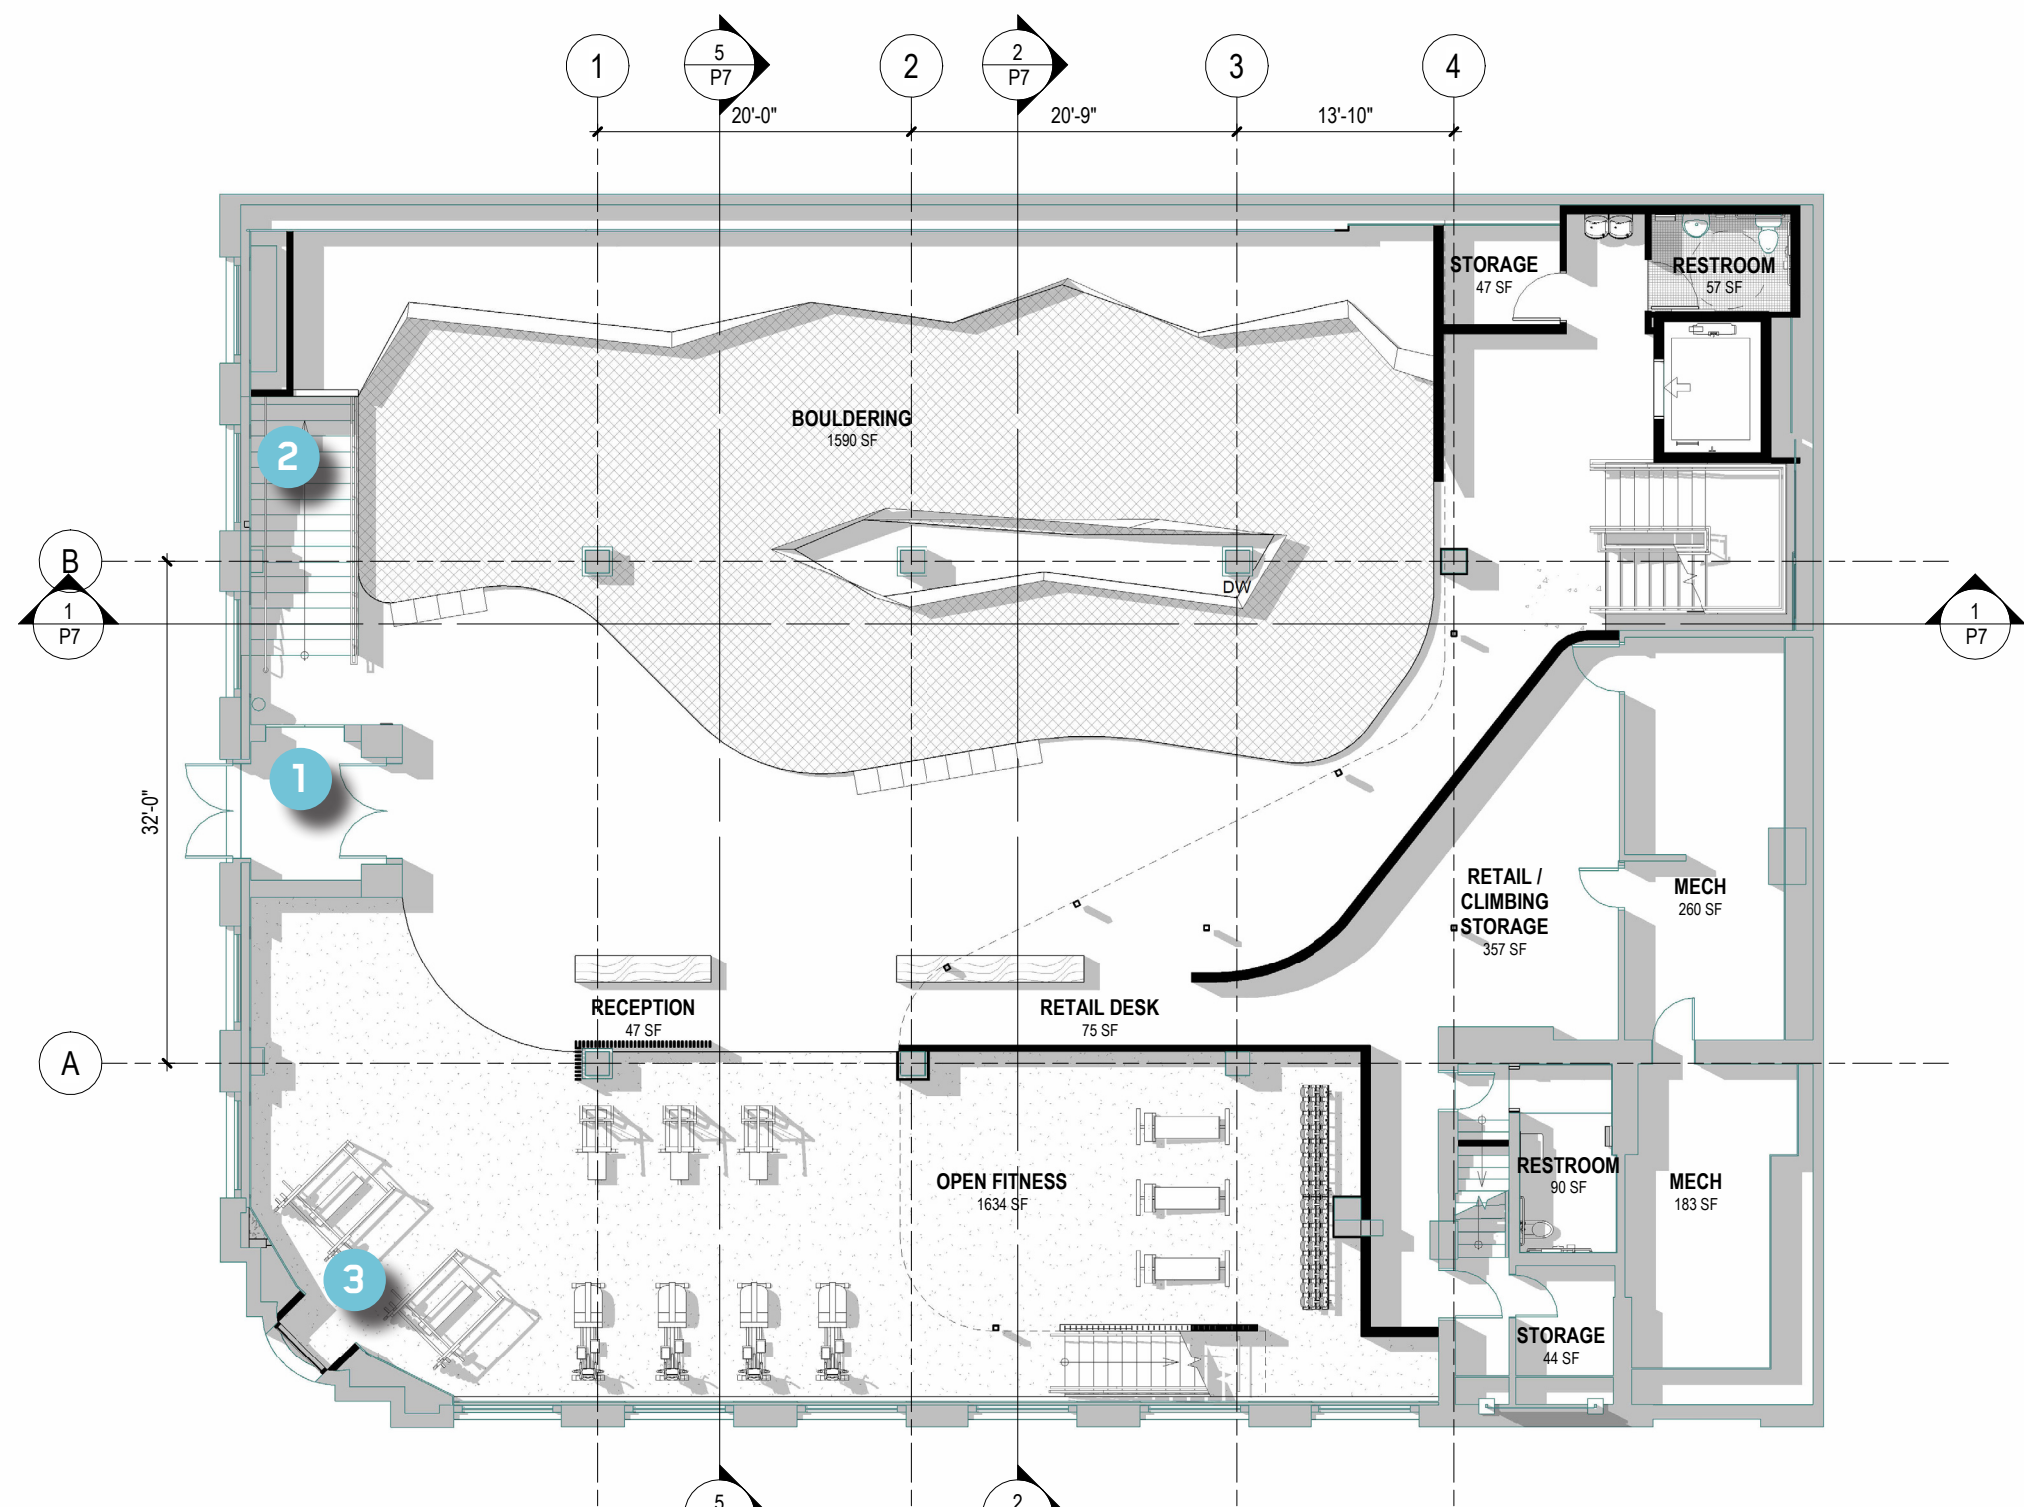 1
5
P7
2
2
P7
3
4
20'-0"
20'-9"
13'-10"
STORAGE
47 SF
RESTROOM
57 SF
BOULDERING
1590 SF
2
B
1
P7
DW
1
P7
1
32'-0"
RETAIL /
CLIMBING
STORAGE
357 SF
MECH
260 SF
RECEPTION
47 SF
RETAIL DESK
75 SF
A
OPEN FITNESS
1634 SF
RESTROOM
90 SF
MECH
183 SF
3
STORAGE
44 SF
5
2